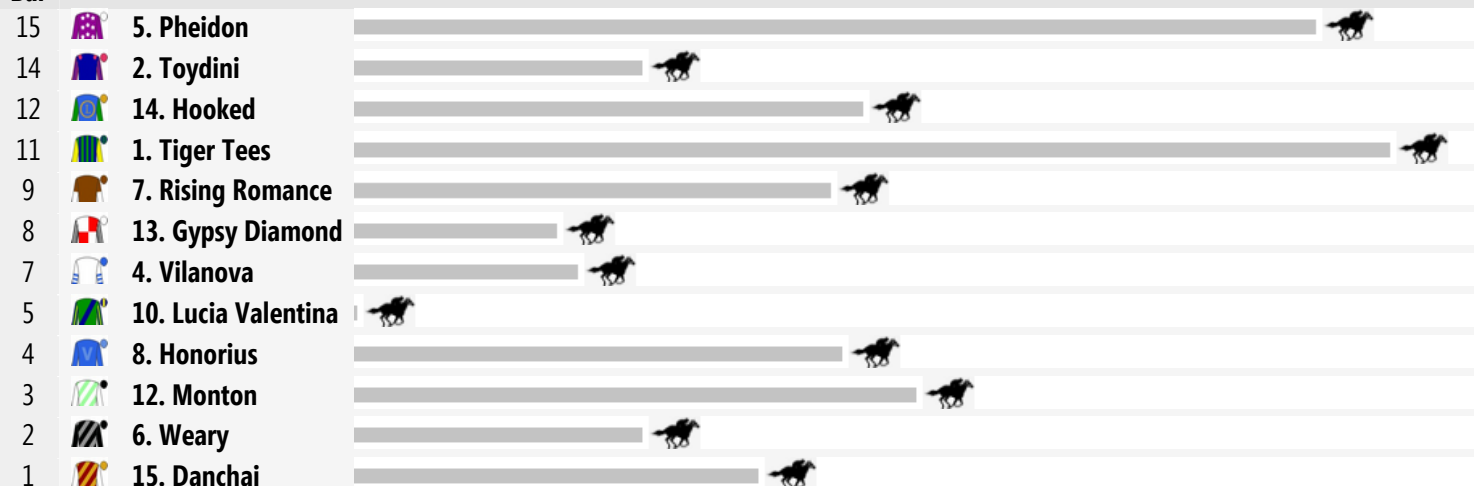 15 5. Pheidon
14 2. Toydini
12 14. Hooked
11 1. Tiger Tees
9 7. Rising Romance
8 13. Gypsy Diamond
7 4. Vilanova
5 10. Lucia Valentina
4 8. Honorius
3 12. Monton
2 6. Weary
1 15. Danchai